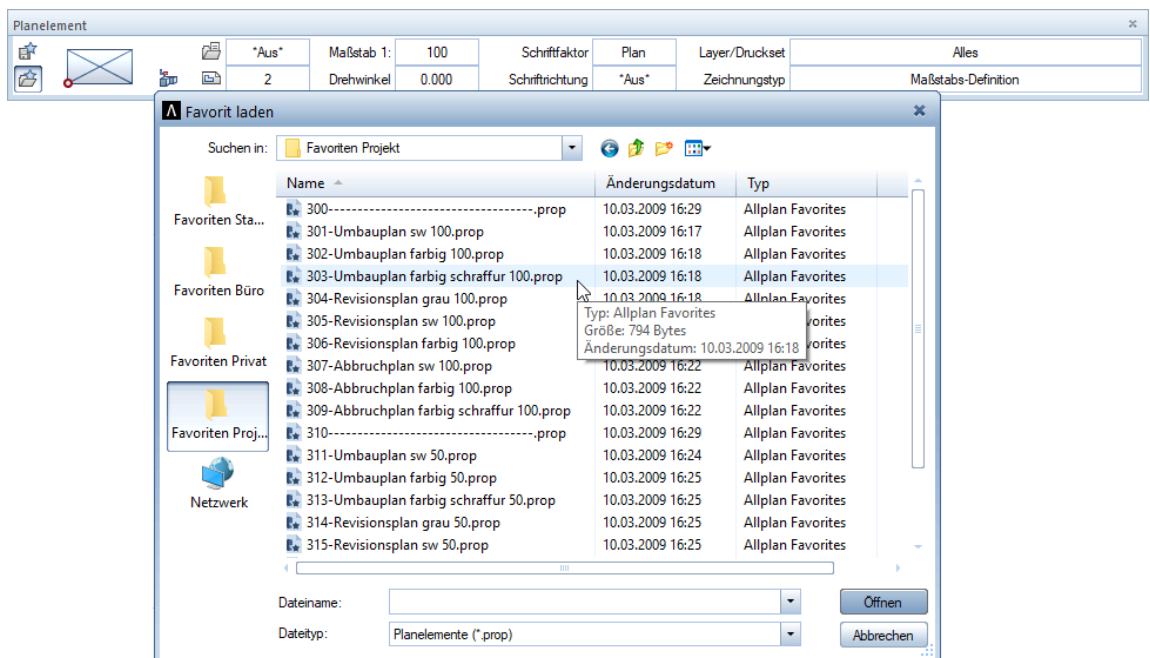 Planelement
*Aus* Maßstab 1: 100 Schriftfaktor Plan Layer/Druckset Alles
2 Drehwinkel 0.000 Schriftrichtung *Aus* Zeichnungstyp Maßstabs-Definition
Favorit laden
Suchen in: Favoriten Projekt
Name Änderungsdatum Typ
300-----------------------------------.prop 10.03.2009 16:29 Allplan Favorites
301-Umbauplan sw 100.prop 10.03.2009 16:17 Allplan Favorites
302-Umbauplan farbig 100.prop 10.03.2009 16:18 Allplan Favorites
303-Umbauplan farbig schraffur 100.prop 10.03.2009 16:18 Allplan Favorites
304-Revisionsplan grau 100.prop 10.03.2009 16:18 Allplan Favorites
305-Revisionsplan sw 100.prop vorites
306-Revisionsplan farbig 100.prop vorites
307-Abbruchplan sw 100.prop 10.03.2009 16:22 Allplan Favorites
308-Abbruchplan farbig 100.prop 10.03.2009 16:22 Allplan Favorites
309-Abbruchplan farbig schraffur 100.prop 10.03.2009 16:22 Allplan Favorites
310-----------------------------------.prop 10.03.2009 16:29 Allplan Favorites
311-Umbauplan sw 50.prop 10.03.2009 16:24 Allplan Favorites
312-Umbauplan farbig 50.prop 10.03.2009 16:25 Allplan Favorites
313-Umbauplan farbig schraffur 50.prop 10.03.2009 16:25 Allplan Favorites
314-Revisionsplan grau 50.prop 10.03.2009 16:25 Allplan Favorites
315-Revisionsplan sw 50.prop 10.03.2009 16:25 Allplan Favorites
Typ: Allplan Favorites
Größe: 794 Bytes
Änderungsdatum: 10.03.2009 16:18
Favoriten Sta...
Favoriten Büro
Favoriten Privat
Favoriten Proj...
Netzwerk
Dateiname: Öffnen
Dateityp: Planelemente (*.prop) Abbrechen